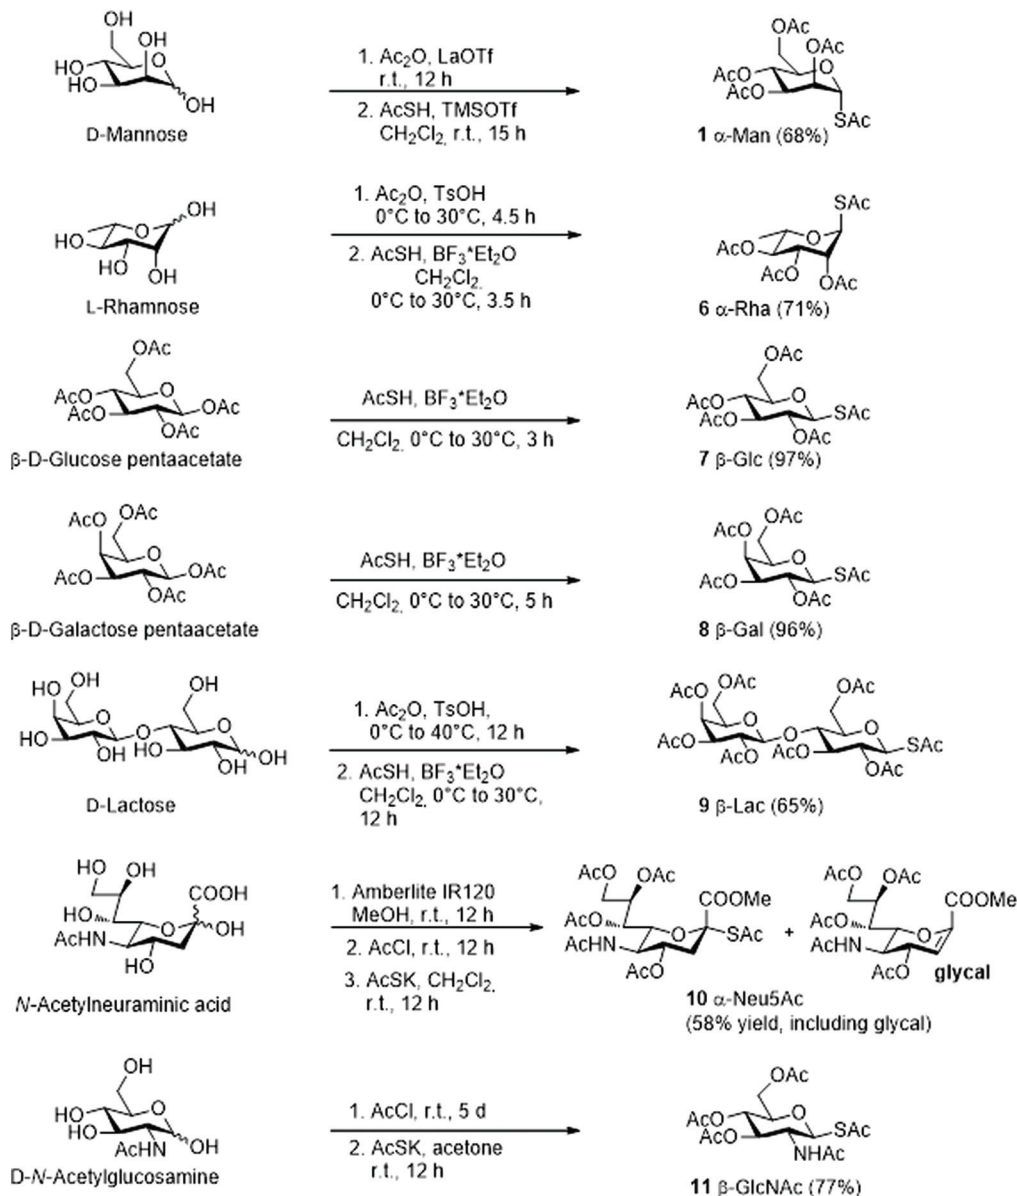 OH
HO
HO
OH
O
OH
D-Mannose
1. Ac₂O, LaOTf
r.t., 12 h
2. AcSH, TMSOTf
CH₂Cl₂, r.t., 15 h
OAc
AcO
AcO
OAc
O
SAc
1 α-Man (68%)
HO
O
OH
HO
OH
L-Rhamnose
1. Ac₂O, TsOH
0°C to 30°C, 4.5 h
2. AcSH, BF₃*Et₂O
CH₂Cl₂,
0°C to 30°C, 3.5 h
SAc
AcO
O
AcO
OAc
6 α-Rha (71%)
OAc
AcO
AcO
O
OAc
OAc
β-D-Glucose pentaacetate
AcSH, BF₃*Et₂O
CH₂Cl₂, 0°C to 30°C, 3 h
OAc
AcO
AcO
O
SAc
OAc
7 β-Glc (97%)
AcO
OAc
O
AcO
OAc
OAc
β-D-Galactose pentaacetate
AcSH, BF₃*Et₂O
CH₂Cl₂, 0°C to 30°C, 5 h
AcO
OAc
O
AcO
SAc
OAc
8 β-Gal (96%)
HO
OH
O
HO
OH
O
HO
OH
O
OH
OH
D-Lactose
1. Ac₂O, TsOH,
0°C to 40°C, 12 h
2. AcSH, BF₃*Et₂O
CH₂Cl₂, 0°C to 30°C,
12 h
AcO
OAc
O
AcO
OAc
O
AcO
OAc
O
SAc
OAc
9 β-Lac (65%)
HO
OH
COOH
HO
O
OH
AcHN
HO
N-Acetylneuraminic acid
1. Amberlite IR120
MeOH, r.t., 12 h
2. AcCl, r.t., 12 h
3. AcSK, CH₂Cl₂,
r.t., 12 h
AcO
OAc
COOMe
AcO
O
SAc
AcHN
AcO
10 α-Neu5Ac
(58% yield, including glycal)
+
AcO
OAc
COOMe
AcO
O
AcHN
AcO
glycal
OH
HO
HO
O
AcHN
OH
D-N-Acetylglucosamine
1. AcCl, r.t., 5 d
2. AcSK, acetone
r.t., 12 h
OAc
AcO
AcO
O
SAc
NHAc
11 β-GlcNAc (77%)